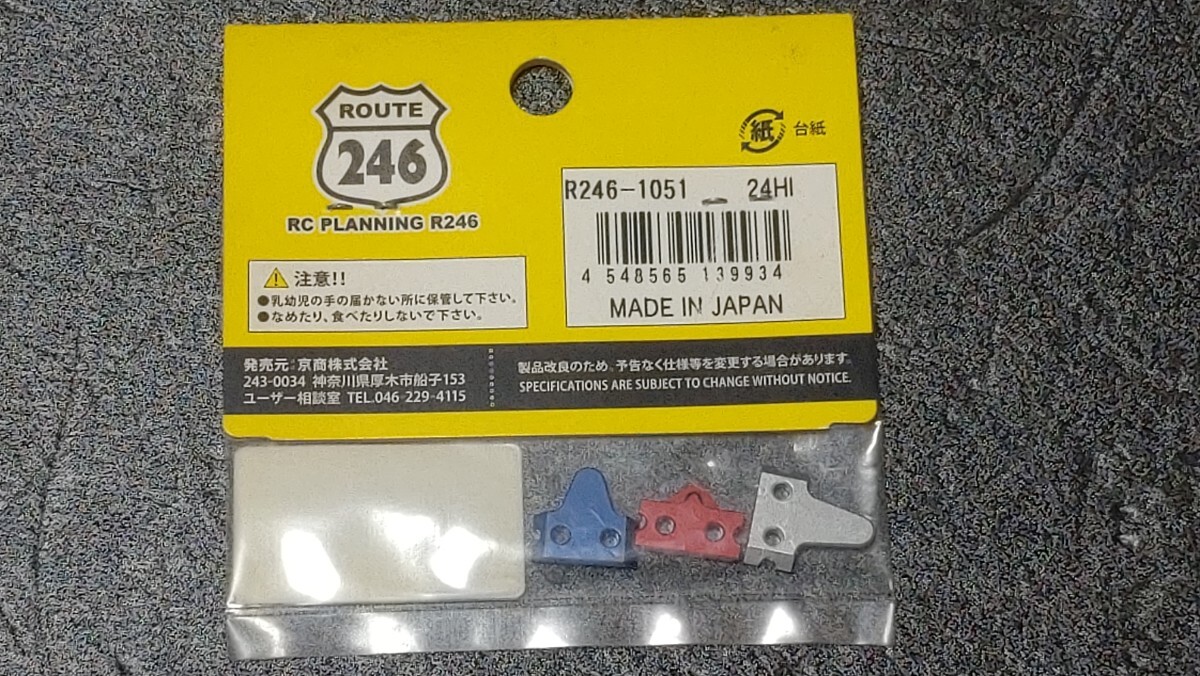 ROUTE
246
RC PLANNING R246
紙 台紙
R246-1051 24HI
4 548565 139934
MADE IN JAPAN
注意!!
●乳幼児の手の届かない所に保管して下さい。
●なめたり、食べたりしないで下さい。
発売元 京商株式会社
243-0034 神奈川県厚木市船子153
ユーザー相談室 TEL.046-229-4115
製品改良のため、予告なく仕様等を変更する場合があります。
SPECIFICATIONS ARE SUBJECT TO CHANGE WITHOUT NOTICE.